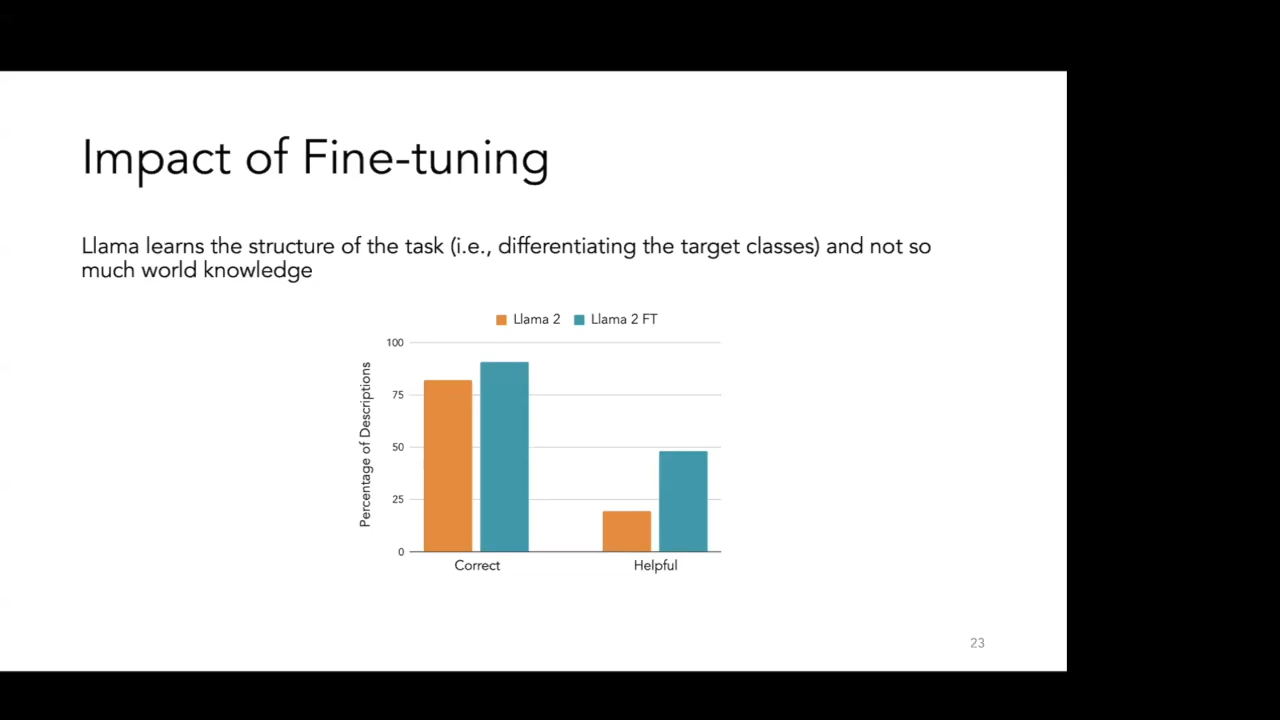 Impact of Fine-tuning
Llama learns the structure of the task (i.e., differentiating the target classes) and not so
much world knowledge
Llama 2 Llama 2 FT
Percentage of Descriptions
100
75
50
25
0
Correct Helpful
23